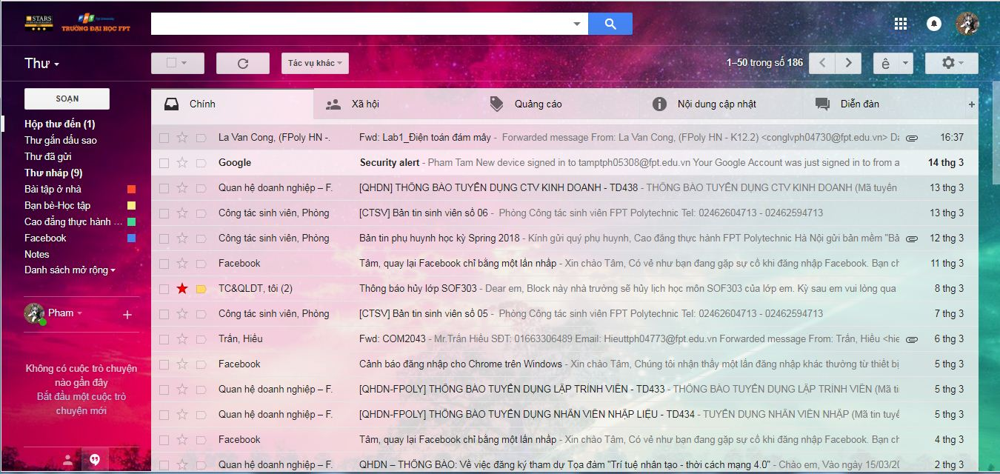 STARS
FPT Fpt University
TRƯỜNG ĐẠI HỌC FPT
Thư
Tác vụ khác
1–50 trong số 186
ê
SOẠN
Hộp thư đến (1)
Thư gắn dấu sao
Thư đã gửi
Thư nháp (9)
Bài tập ở nhà
Bạn bè-Học tập
Cao đẳng thực hành ...
Facebook
Notes
Danh sách mở rộng
Pham
Không có cuộc trò chuyện
nào gần đây
Bắt đầu một cuộc trò
chuyện mới
Chính Xã hội Quảng cáo Nội dung cập nhật Diễn đàn +
La Van Cong, (FPoly HN -. Fwd: Lab1_Điện toán đám mây - Forwarded message From: La Van Cong, (FPoly HN - K12.2) <conglvph04730@fpt.edu.vn> Da 16:37
Google Security alert - Pham Tam New device signed in to tamptph05308@fpt.edu.vn Your Google Account was just signed in to from a 14 thg 3
Quan hệ doanh nghiệp – F. [QHDN] THÔNG BÁO TUYỂN DỤNG CTV KINH DOANH - TD438 - THÔNG BÁO TUYỂN DỤNG CTV KINH DOANH (Mã tuyển 13 thg 3
Công tác sinh viên, Phòng [CTSV] Bản tin sinh viên số 06 - Phòng Công tác sinh viên FPT Polytechnic Tel: 02462604713 - 02462594713 13 thg 3
Công tác sinh viên, Phòng Bản tin phụ huynh học kỳ Spring 2018 - Kính gửi quý phụ huynh, Cao đẳng thực hành FPT Polytechnic Hà Nội gửi bản mềm "Bả 12 thg 3
Facebook Tâm, quay lại Facebook chỉ bằng một lần nhấp - Xin chào Tâm, Có vẻ như bạn đang gặp sự cố khi đăng nhập Facebook. Bạn ch 11 thg 3
TC&QLDT, tôi (2) Thông báo hủy lớp SOF303 - Dear em, Block này nhà trường sẽ hủy lịch học môn SOF303 của lớp em. Kỳ sau em vui lòng qua 8 thg 3
Công tác sinh viên, Phòng [CTSV] Bản tin sinh viên số 05 - Phòng Công tác sinh viên FPT Polytechnic Tel: 02462604713 - 02462594713 7 thg 3
Trần, Hiều Fwd: COM2043 - Mr.Trần Hiều SĐT: 01663306489 Email: Hieuttph04773@fpt.edu.vn Forwarded message From: Trần, Hiều <hie 6 thg 3
Facebook Cảnh báo đăng nhập cho Chrome trên Windows - Xin chào Tâm, Chúng tôi nhận thấy một lần đăng nhập khác thường từ thiết bị 5 thg 3
Quan hệ doanh nghiệp – F. [QHDN-FPOLY] THÔNG BÁO TUYỂN DỤNG LẬP TRÌNH VIÊN - TD433 - THÔNG BÁO TUYỂN DỤNG LẬP TRÌNH VIÊN (Mã ti 5 thg 3
Quan hệ doanh nghiệp – F. [QHDN-FPOLY] THÔNG BÁO TUYỂN DỤNG NHÂN VIÊN NHẬP LIỆU - TD434 - TUYỂN DỤNG NHÂN VIÊN NHẬP (Mã tin tuyể 5 thg 3
Facebook Tâm, quay lại Facebook chỉ bằng một lần nhấp - Xin chào Tâm, Có vẻ như bạn đang gặp sự cố khi đăng nhập Facebook. Bạn ch 4 thg 3
Quan hệ doanh nghiệp – F. QHDN – THÔNG BÁO: Về việc đăng ký tham dự Tọa đàm "Trí tuệ nhân tạo - thời cách mạng 4.0" - Chào em, Vào ngày 15/03/20 2 thg 3